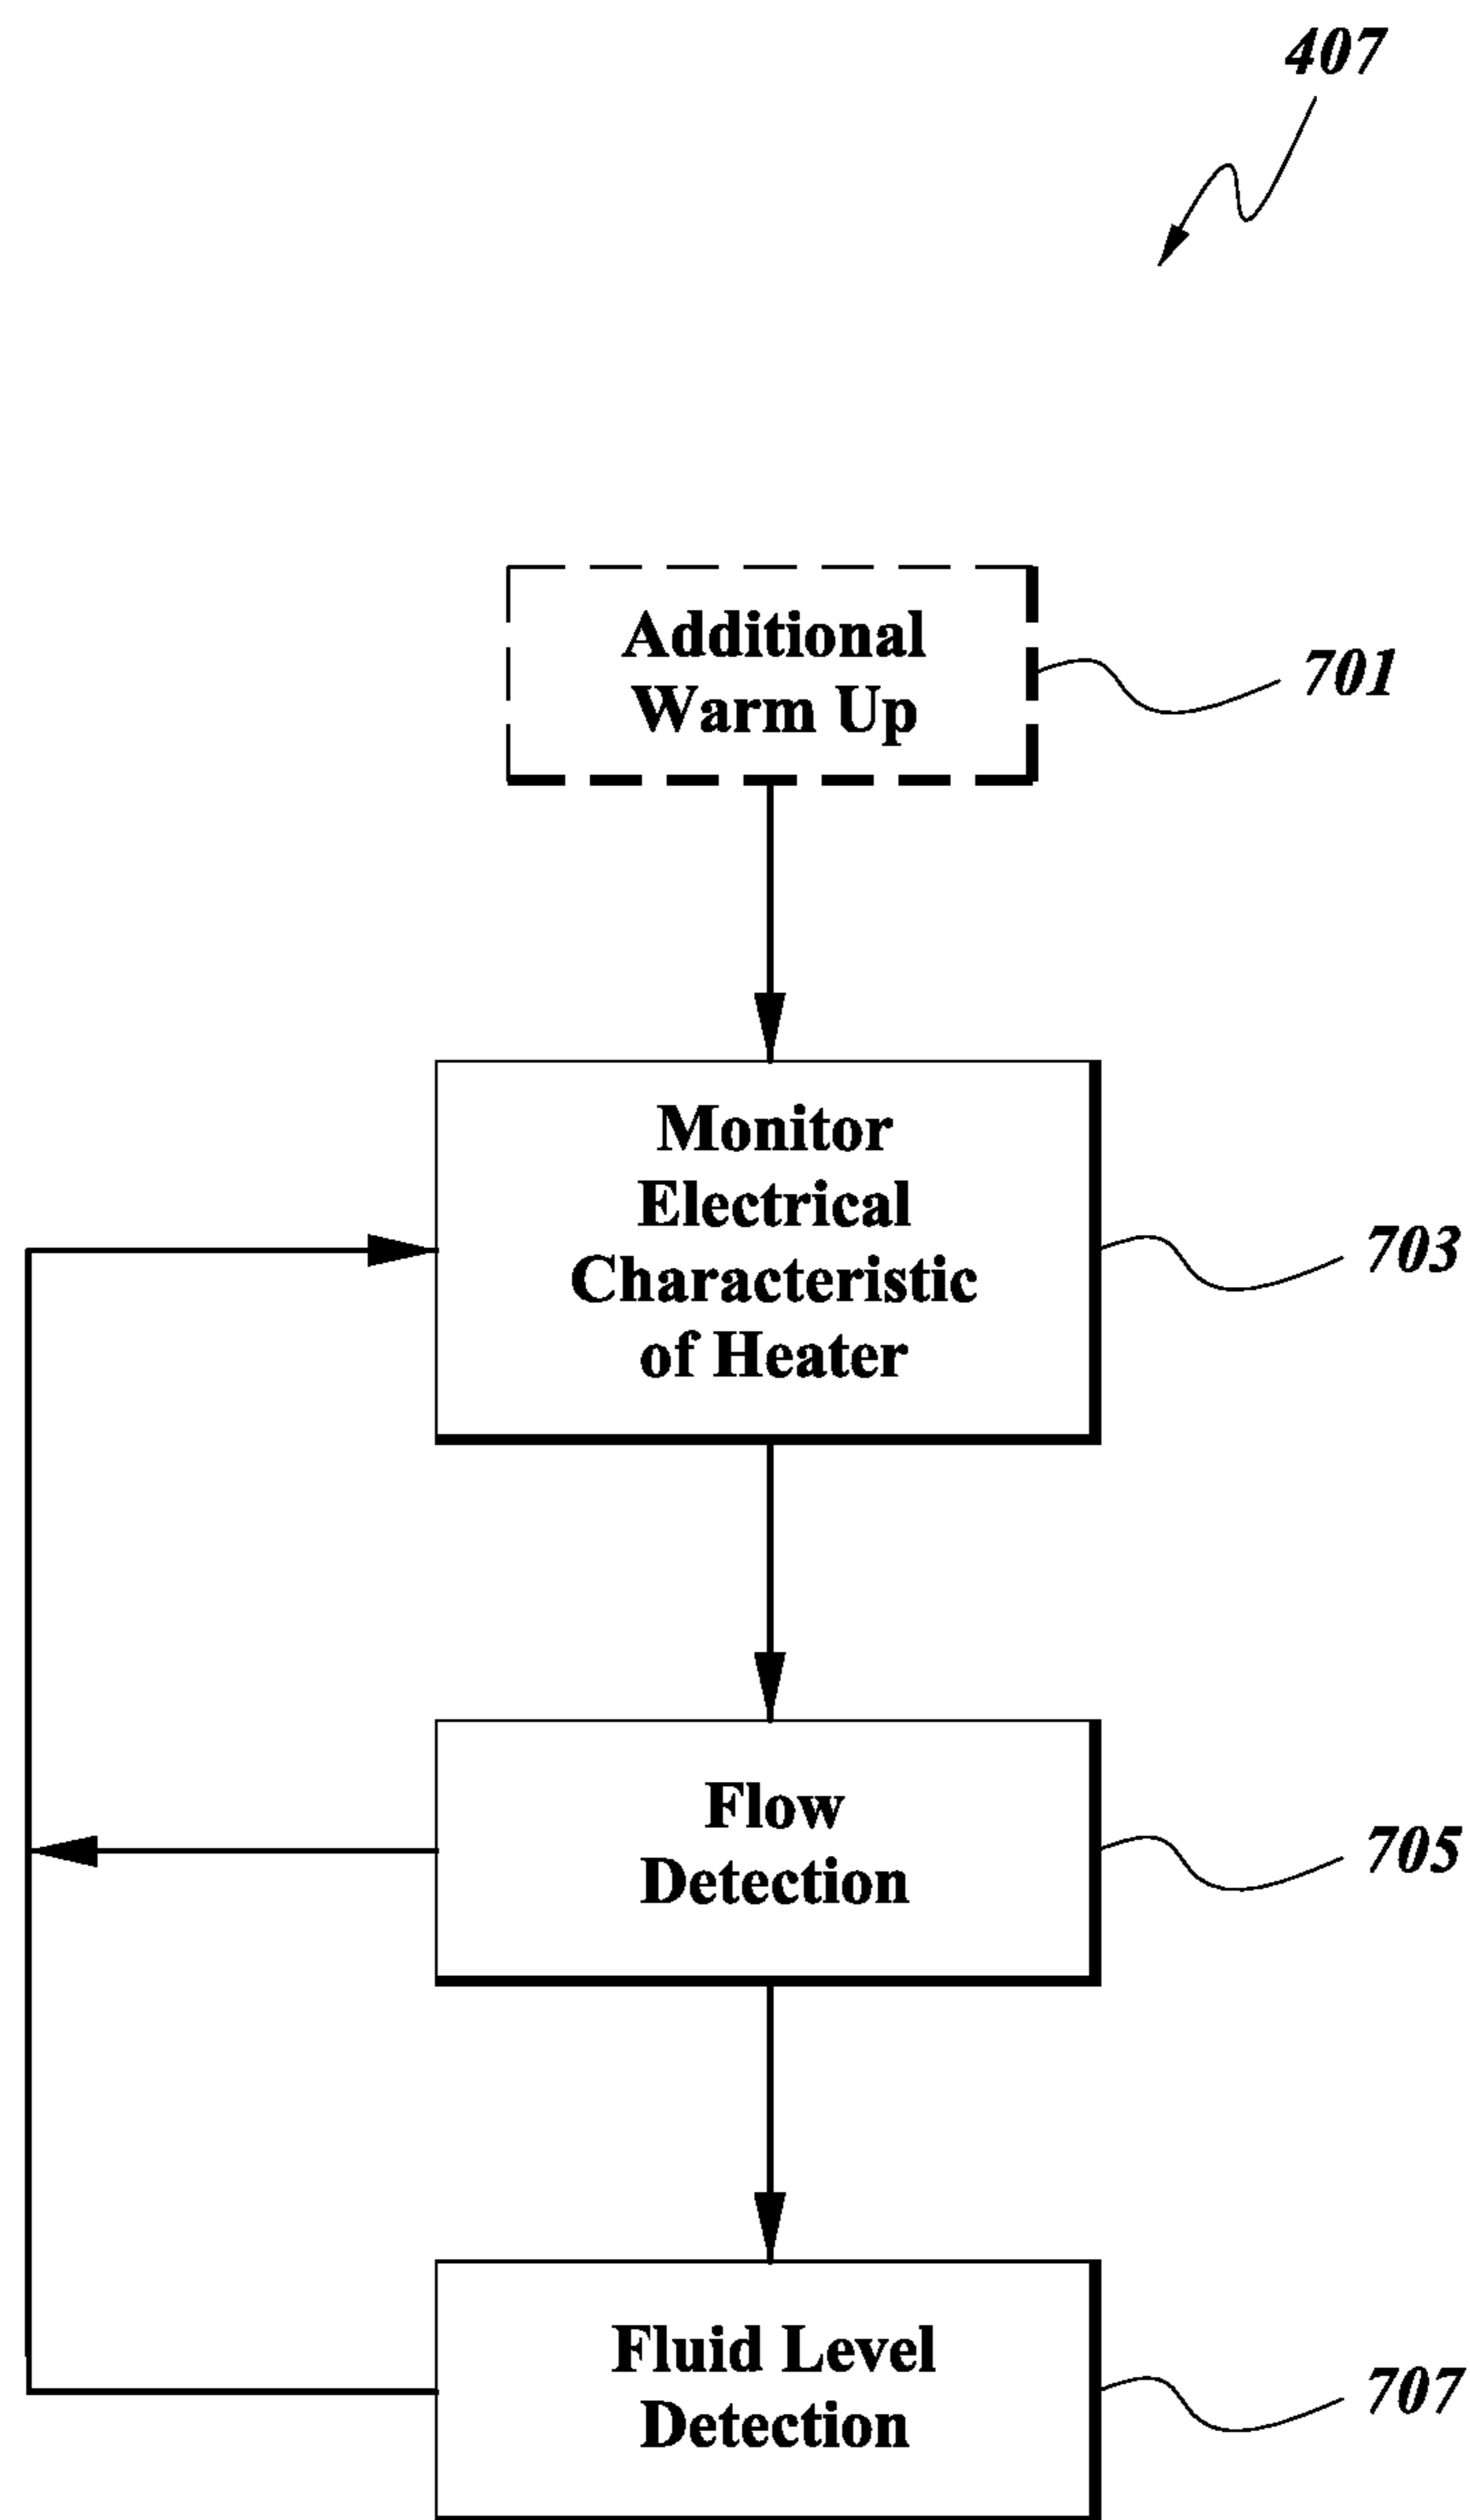 407
Additional
Warm Up
701
Monitor
Electrical
Characteristic
of Heater
703
Flow
Detection
705
Fluid Level
Detection
707